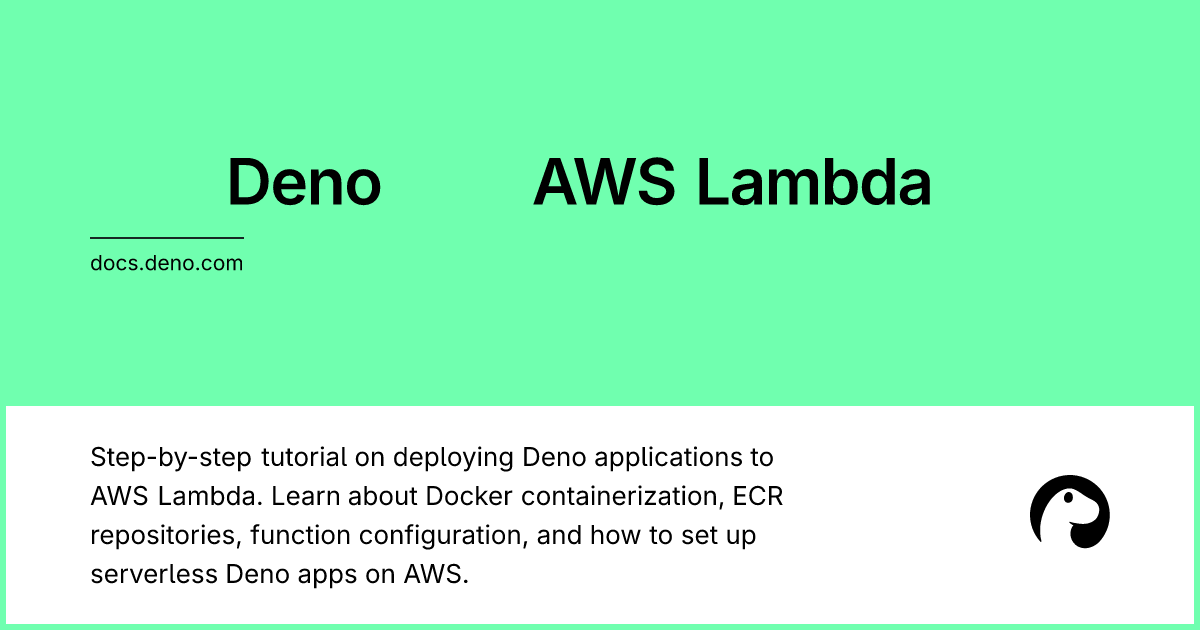 Deno AWS Lambda
docs.deno.com
Step-by-step tutorial on deploying Deno applications to
AWS Lambda. Learn about Docker containerization, ECR
repositories, function configuration, and how to set up
serverless Deno apps on AWS.